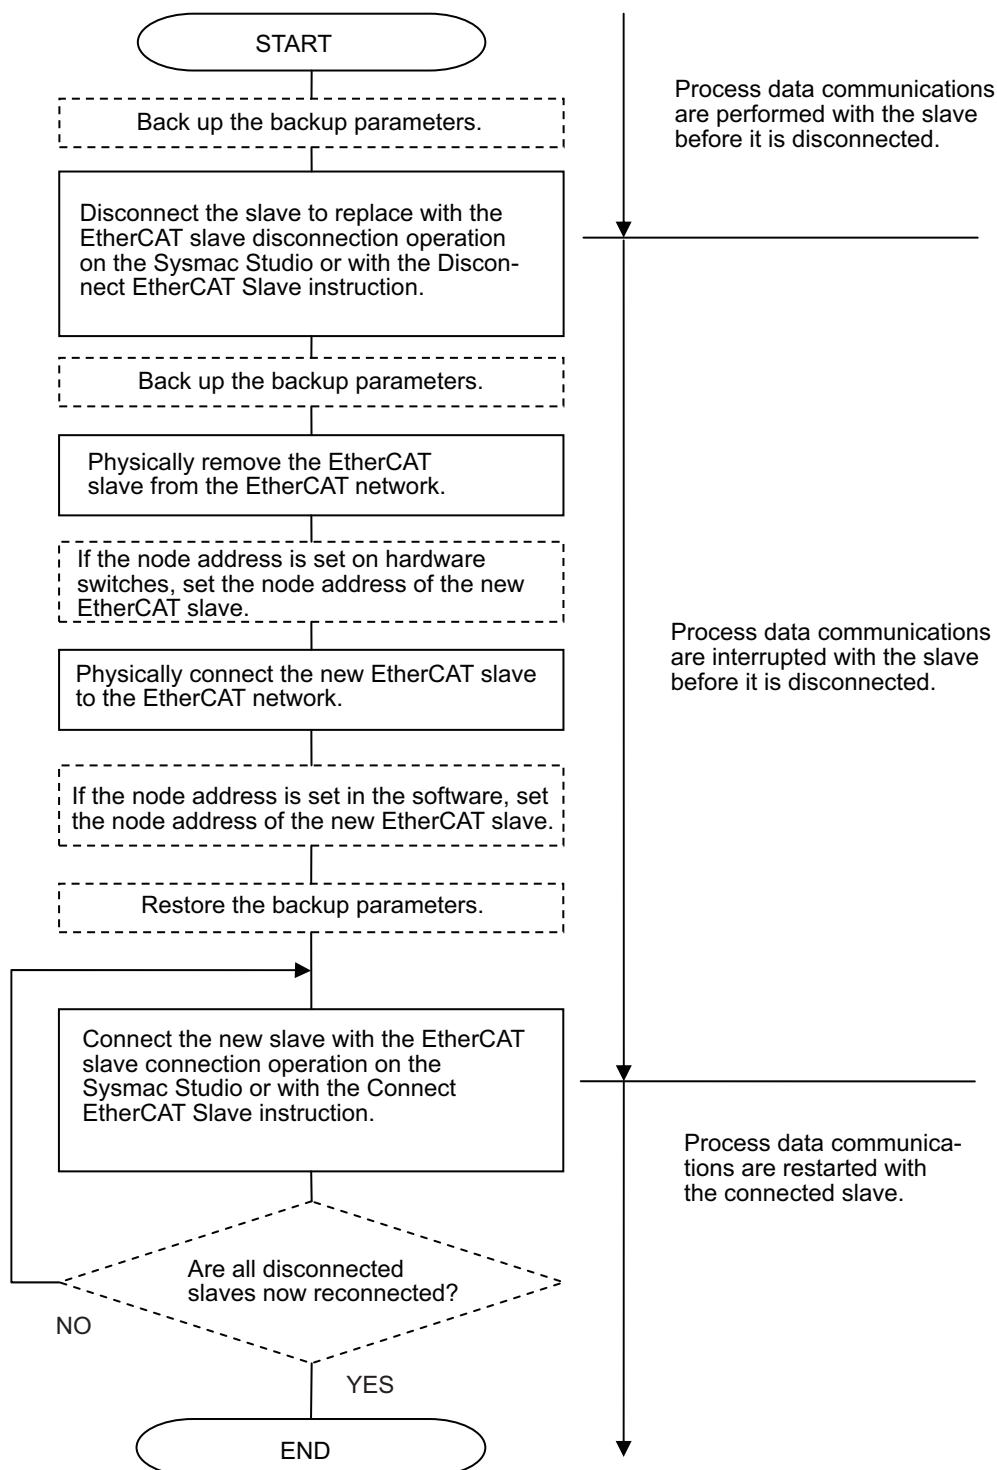 START
Back up the backup parameters.
Process data communications
are performed with the slave
before it is disconnected.
Disconnect the slave to replace with the
EtherCAT slave disconnection operation
on the Sysmac Studio or with the Discon-
nect EtherCAT Slave instruction.
Back up the backup parameters.
Physically remove the EtherCAT
slave from the EtherCAT network.
If the node address is set on hardware
switches, set the node address of the new
EtherCAT slave.
Process data communications
are interrupted with the slave
before it is disconnected.
Physically connect the new EtherCAT slave
to the EtherCAT network.
If the node address is set in the software, set
the node address of the new EtherCAT slave.
Restore the backup parameters.
Connect the new slave with the EtherCAT
slave connection operation on the
Sysmac Studio or with the Connect
EtherCAT Slave instruction.
Process data communica-
tions are restarted with
the connected slave.
Are all disconnected
slaves now reconnected?
NO
YES
END